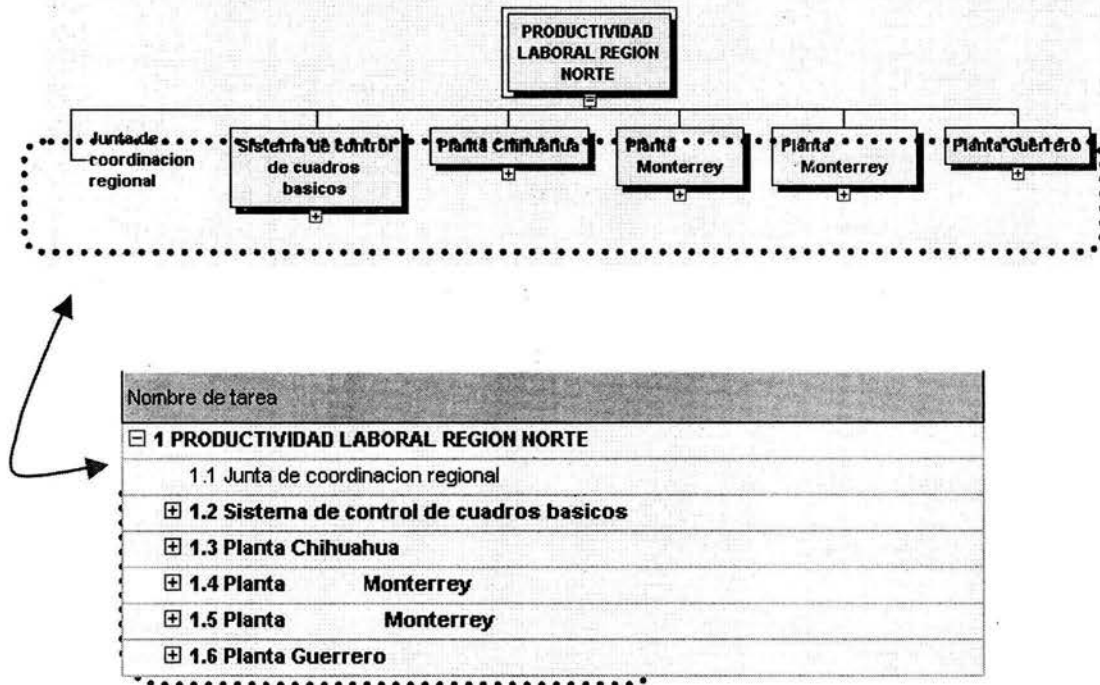 PRODUCTIVIDAD
LABORAL REGION
NORTE
Junta de
coordinacion
regional
Sistema de control
de cuadros
basicos
Planta Chihuahua
Planta
Monterrey
Planta
Monterrey
Planta Guerrero
Nombre de tarea
1 PRODUCTIVIDAD LABORAL REGION NORTE
1.1 Junta de coordinacion regional
1.2 Sistema de control de cuadros basicos
1.3 Planta Chihuahua
1.4 Planta Monterrey
1.5 Planta Monterrey
1.6 Planta Guerrero